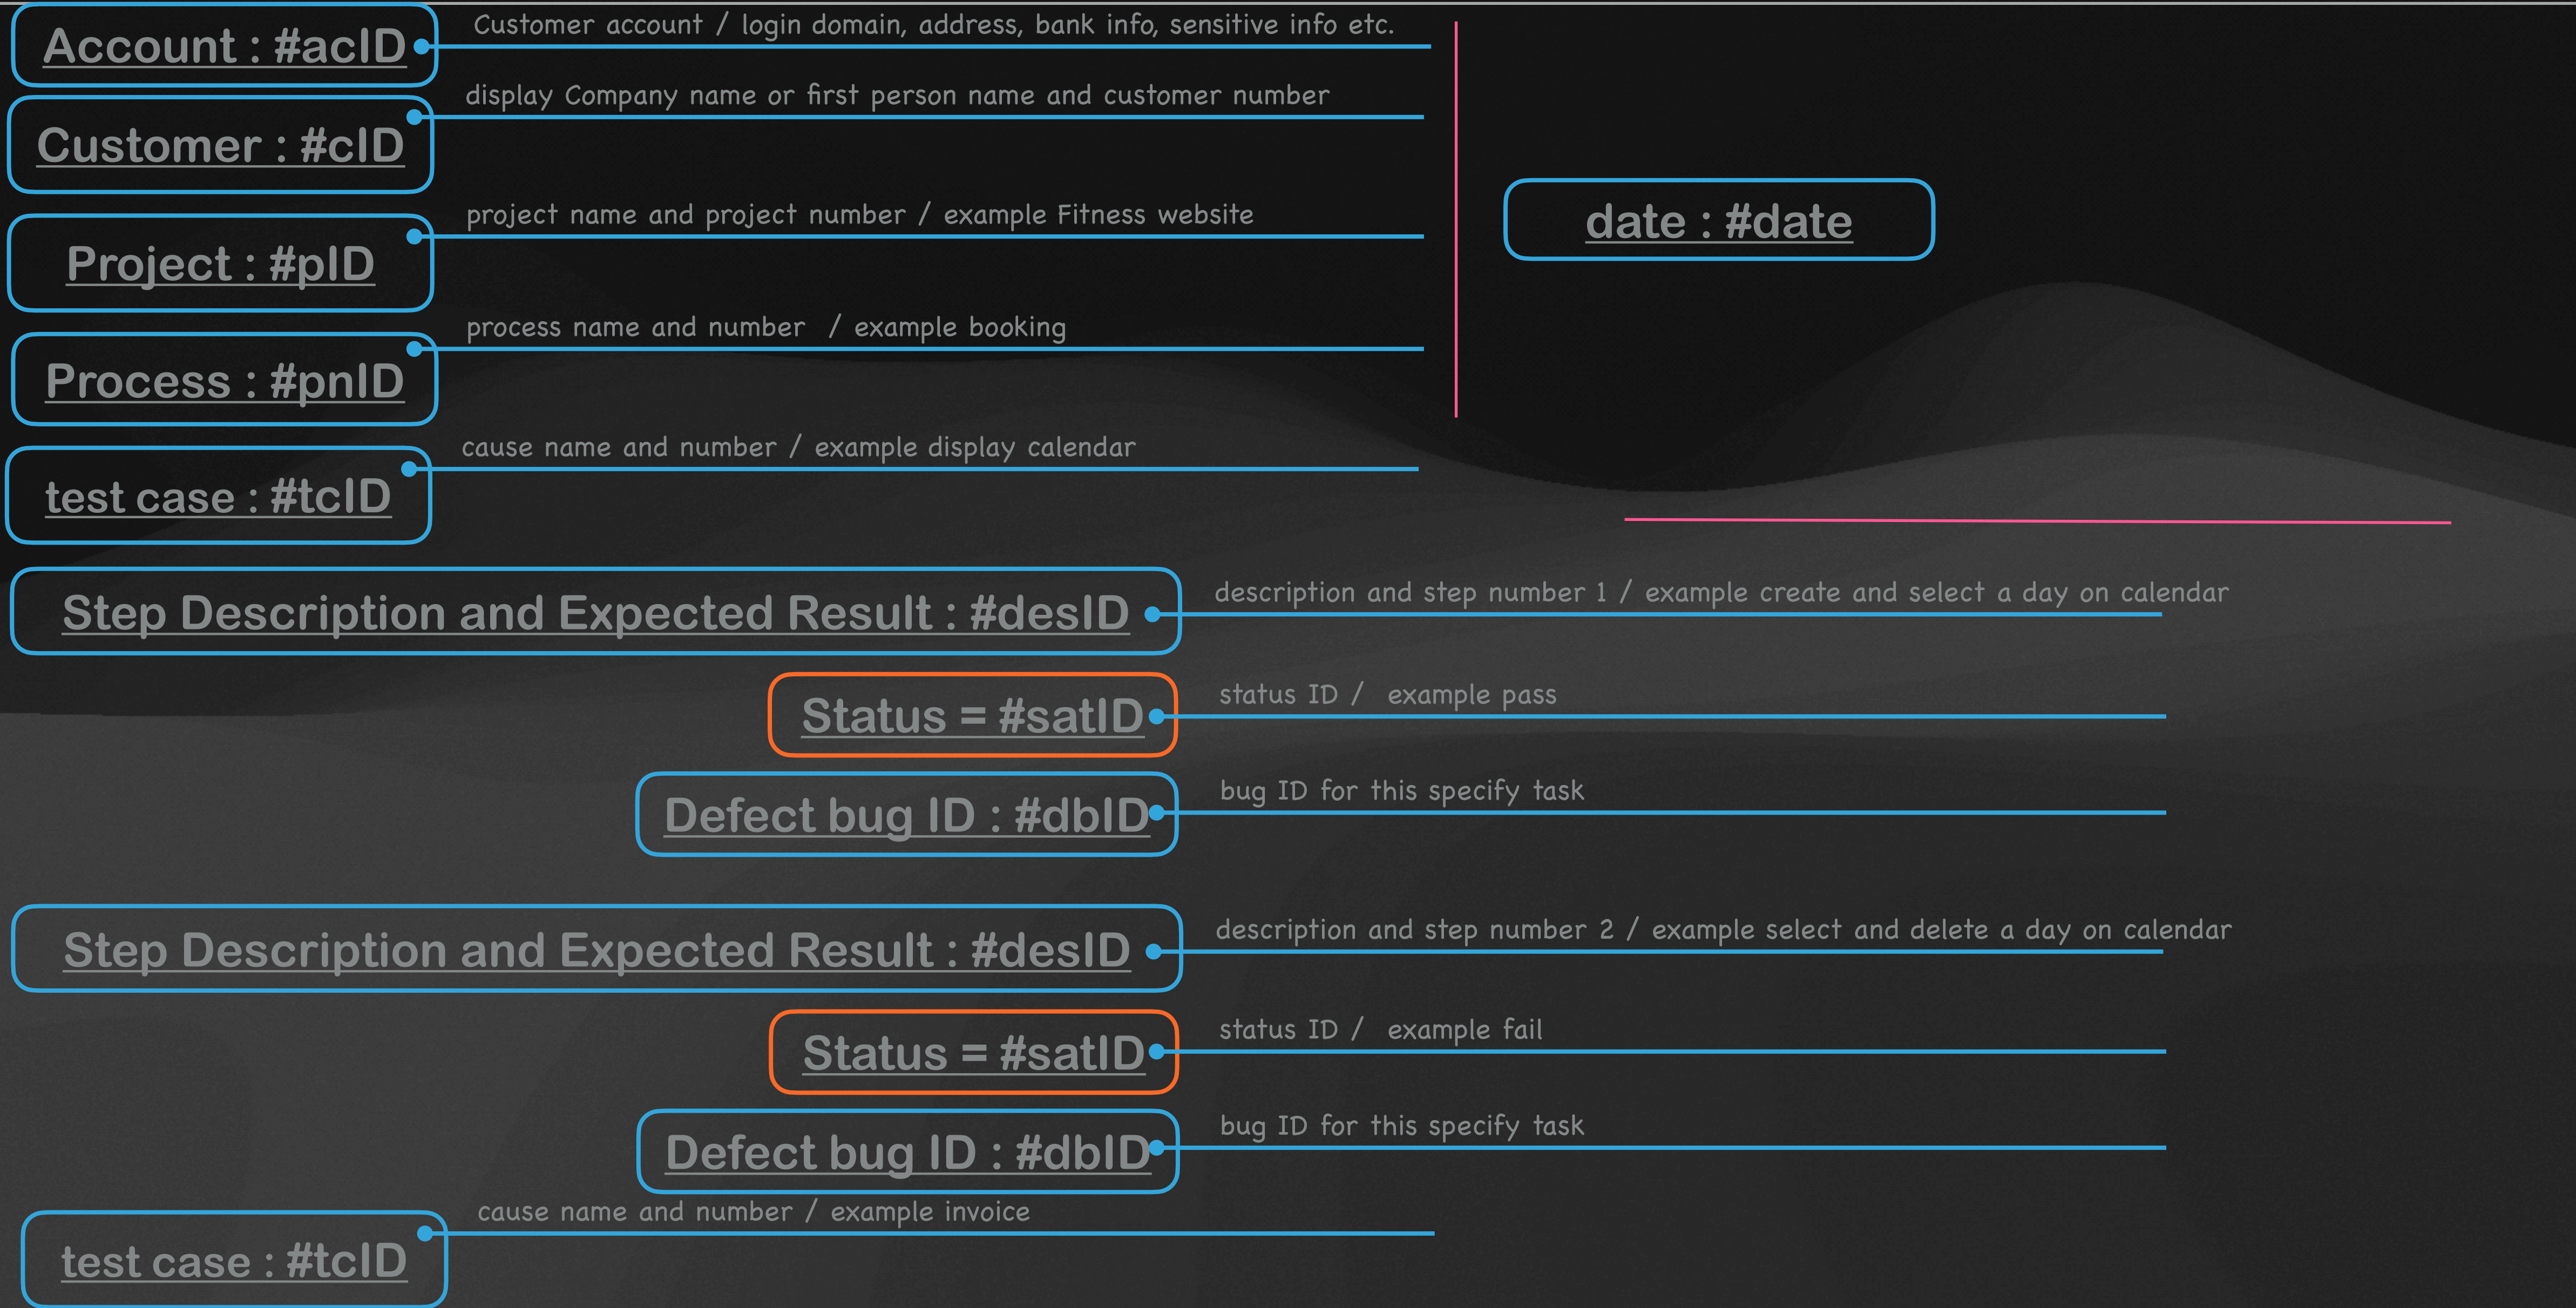 Account : #acID
Customer account / login domain, address, bank info, sensitive info etc.
Customer : #cID
display Company name or first person name and customer number
Project : #pID
project name and project number / example Fitness website
date : #date
Process : #pnID
process name and number / example booking
test case : #tcID
cause name and number / example display calendar
Step Description and Expected Result : #desID
description and step number 1 / example create and select a day on calendar
Status = #satID
status ID / example pass
Defect bug ID : #dbID
bug ID for this specify task
Step Description and Expected Result : #desID
description and step number 2 / example select and delete a day on calendar
Status = #satID
status ID / example fail
Defect bug ID : #dbID
bug ID for this specify task
test case : #tcID
cause name and number / example invoice